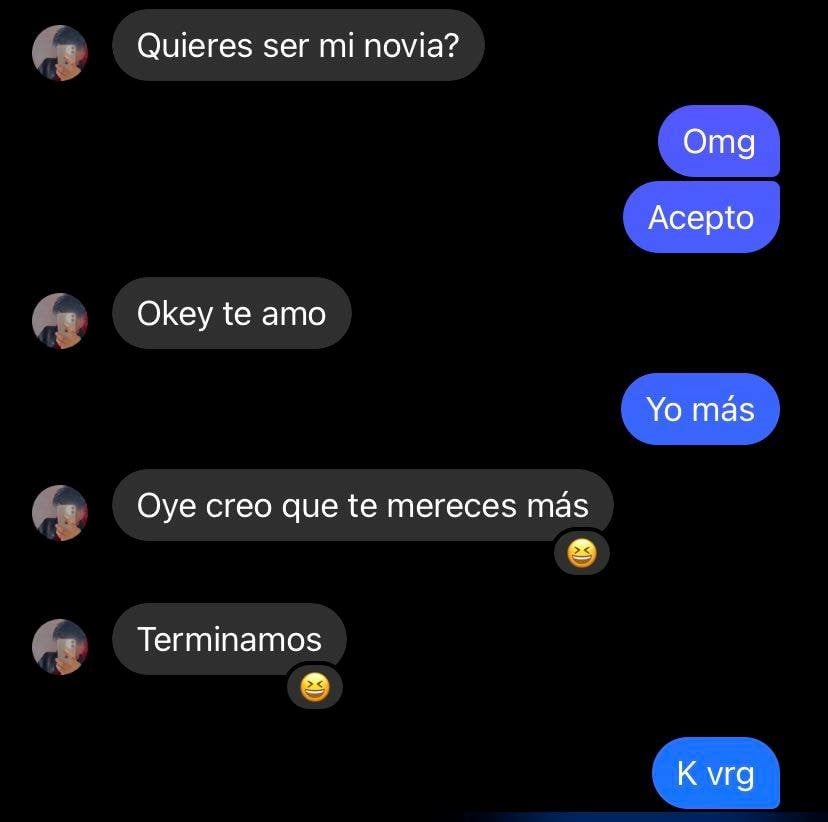 Quieres ser mi novia?
Omg
Acepto
Okey te amo
Yo más
Oye creo que te mereces más
😆
Terminamos
😆
K vrg